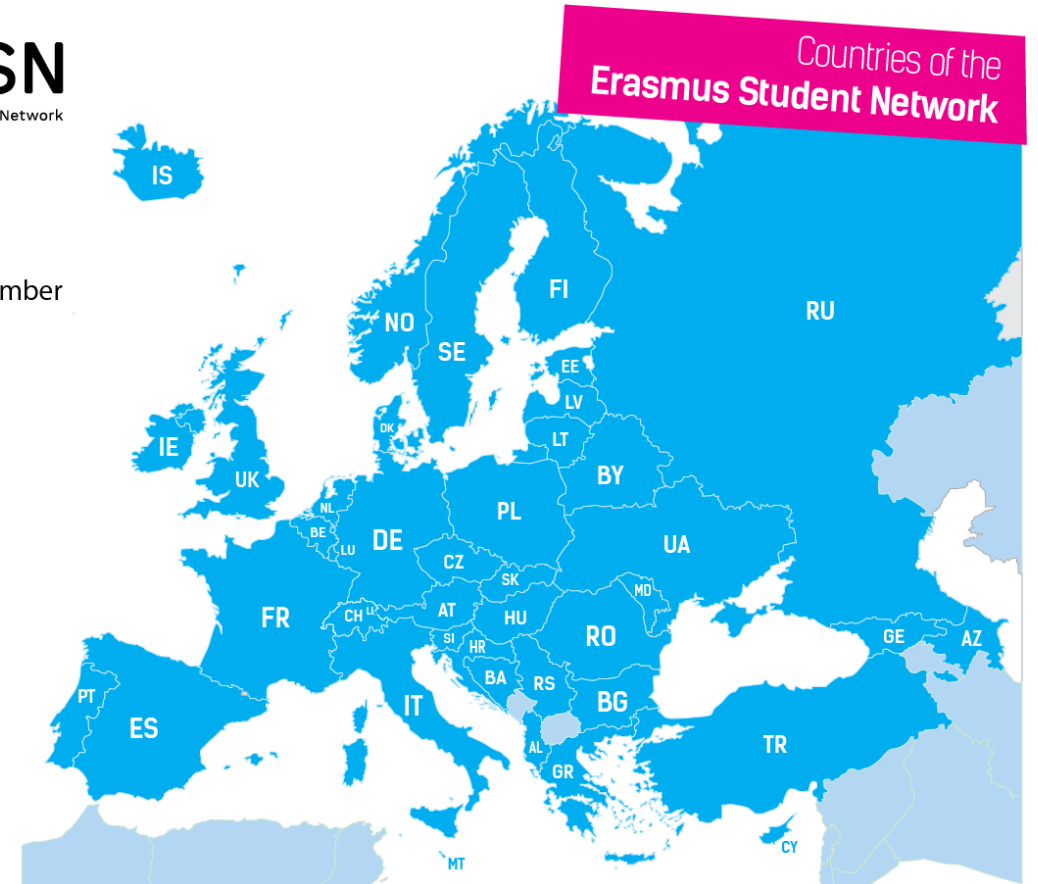 Countries of the
Erasmus Student Network
SN
Network
mber
IS
FI
RU
NO
SE
EE
LV
DK
LT
IE
BY
UK
NL
PL
BE
DE
UA
LU
CZ
SK
MD
CH
LI
AT
FR
HU
RO
SI
HR
GE
AZ
BA
RS
PT
IT
BG
ES
AL
TR
GR
CY
MT